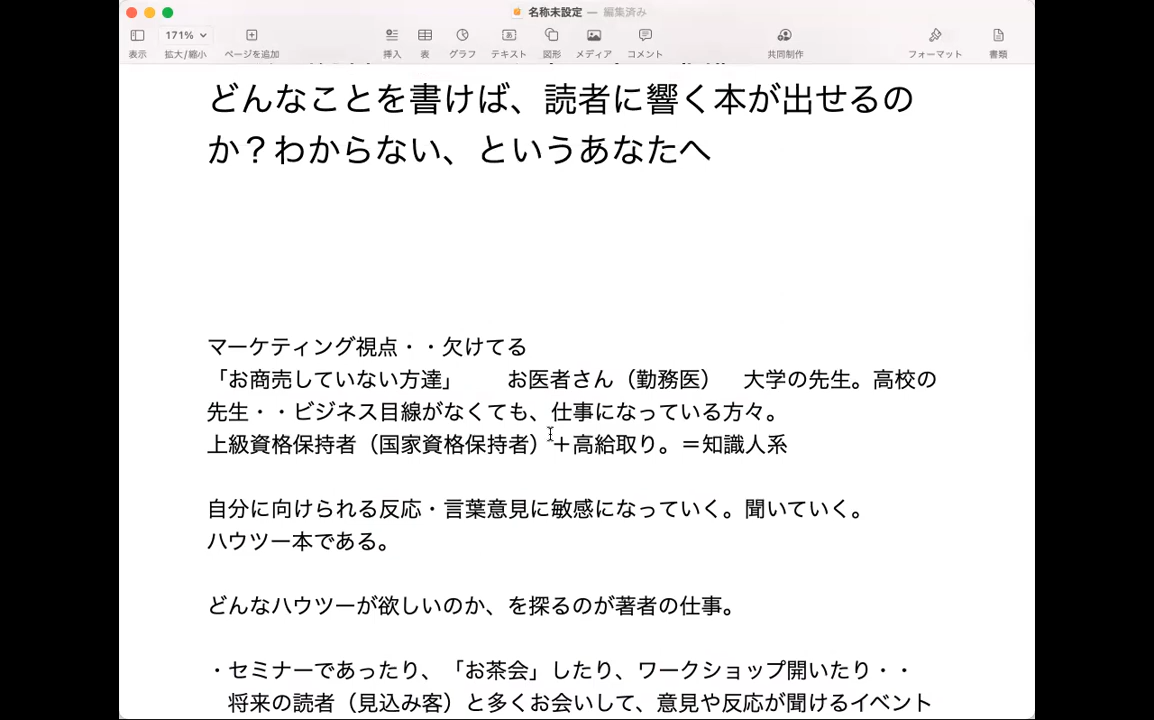 名称未設定 — 編集済み
171%
表示 拡大/縮小 ページを追加 挿入 表 グラフ テキスト 図形 メディア コメント 共同制作 フォーマット 書類
どんなことを書けば、読者に響く本が出せるの
か？わからない、というあなたへ
マーケティング視点・・欠けてる
「お商売していない方達」　　お医者さん（勤務医）　大学の先生。高校の
先生・・ビジネス目線がなくても、仕事になっている方々。
上級資格保持者（国家資格保持者）＋高給取り。＝知識人系
自分に向けられる反応・言葉意見に敏感になっていく。聞いていく。
ハウツー本である。
どんなハウツーが欲しいのか、を探るのが著者の仕事。
・セミナーであったり、「お茶会」したり、ワークショップ開いたり・・
将来の読者（見込み客）と多くお会いして、意見や反応が聞けるイベント